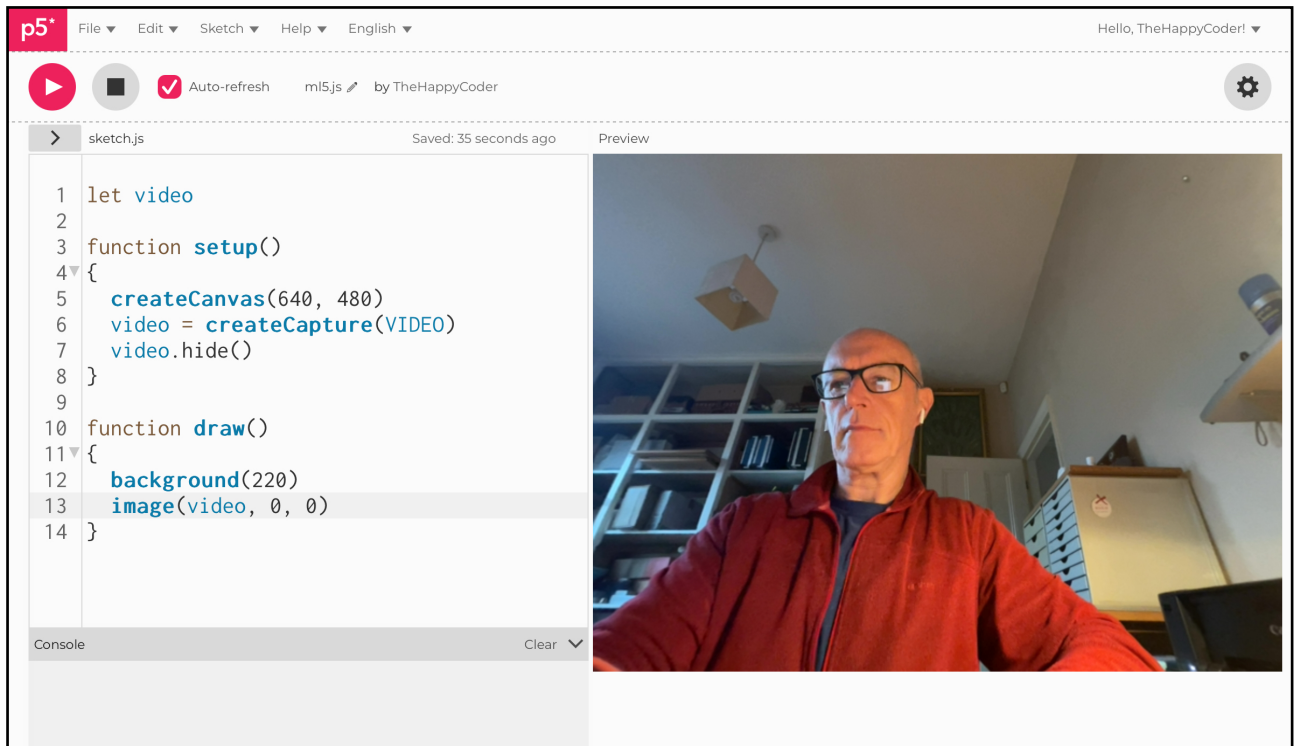 p5* File Edit Sketch Help English Hello, TheHappyCoder!
Auto-refresh ml5.js by TheHappyCoder
sketch.js Saved: 35 seconds ago Preview
1 let video
2
3 function setup()
4 {
5 createCanvas(640, 480)
6 video = createCapture(VIDEO)
7 video.hide()
8 }
9
10 function draw()
11 {
12 background(220)
13 image(video, 0, 0)
14 }
Console Clear